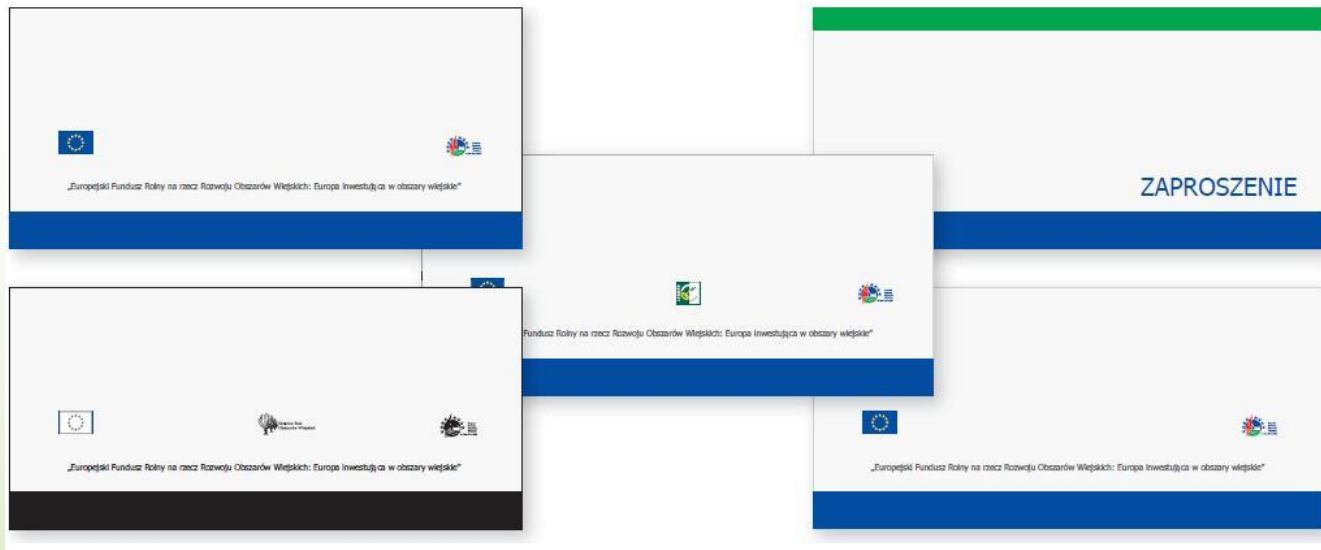 „Europejski Fundusz Rolny na rzecz Rozwoju Obszarów Wiejskich: Europa inwestująca w obszary wiejskie”
ZAPROSZENIE
Fundusz Rolny na rzecz Rozwoju Obszarów Wiejskich: Europa inwestująca w obszary wiejskie”
„Europejski Fundusz Rolny na rzecz Rozwoju Obszarów Wiejskich: Europa inwestująca w obszary wiejskie”
„Europejski Fundusz Rolny na rzecz Rozwoju Obszarów Wiejskich: Europa inwestująca w obszary wiejskie”